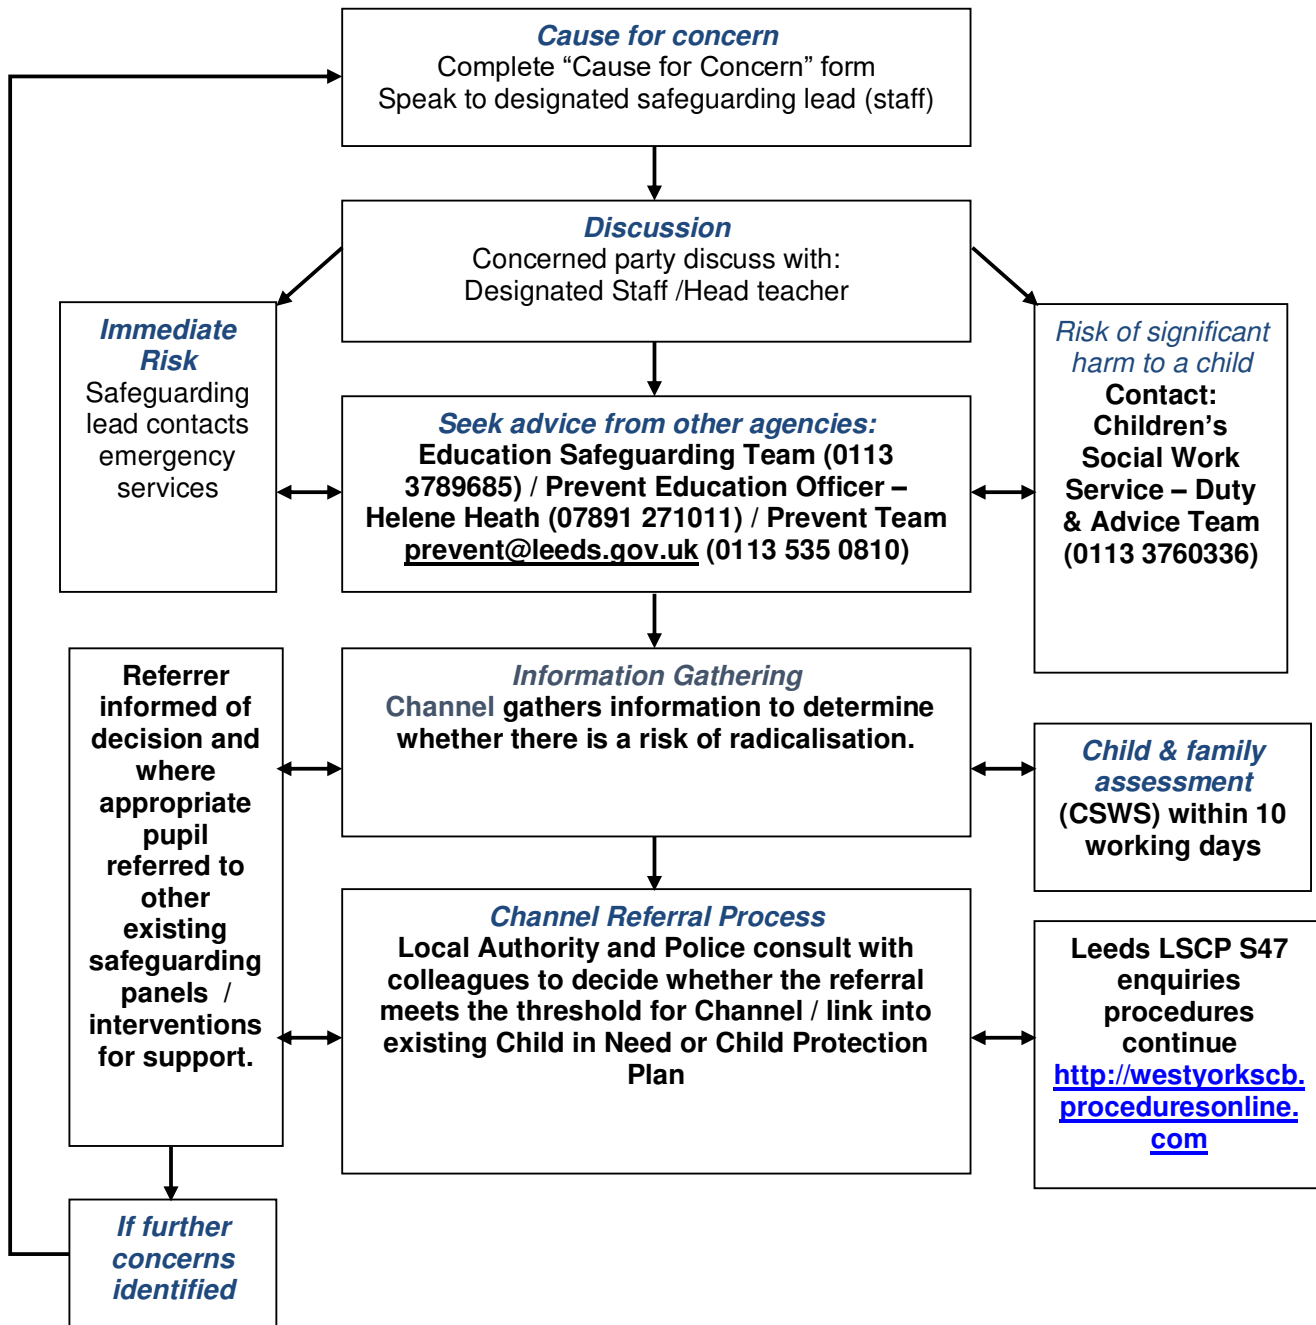 Cause for concern
Complete “Cause for Concern” form
Speak to designated safeguarding lead (staff)
Discussion
Concerned party discuss with:
Designated Staff /Head teacher
Immediate
Risk
Safeguarding
lead contacts
emergency
services
Seek advice from other agencies:
Education Safeguarding Team (0113
3789685) / Prevent Education Officer –
Helene Heath (07891 271011) / Prevent Team
prevent@leeds.gov.uk (0113 535 0810)
Risk of significant
harm to a child
Contact:
Children’s
Social Work
Service – Duty
& Advice Team
(0113 3760336)
Referrer
informed of
decision and
where
appropriate
pupil
referred to
other
existing
safeguarding
panels /
interventions
for support.
Information Gathering
Channel gathers information to determine
whether there is a risk of radicalisation.
Child & family
assessment
(CSWS) within 10
working days
Channel Referral Process
Local Authority and Police consult with
colleagues to decide whether the referral
meets the threshold for Channel / link into
existing Child in Need or Child Protection
Plan
Leeds LSCP S47
enquiries
procedures
continue
http://westyorkscb.
proceduresonline.
com
If further
concerns
identified